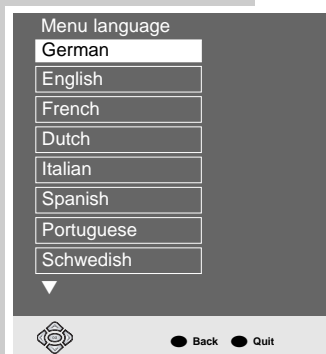 Menu language
German
English
French
Dutch
Italian
Spanish
Portuguese
Schwedish
Back Quit